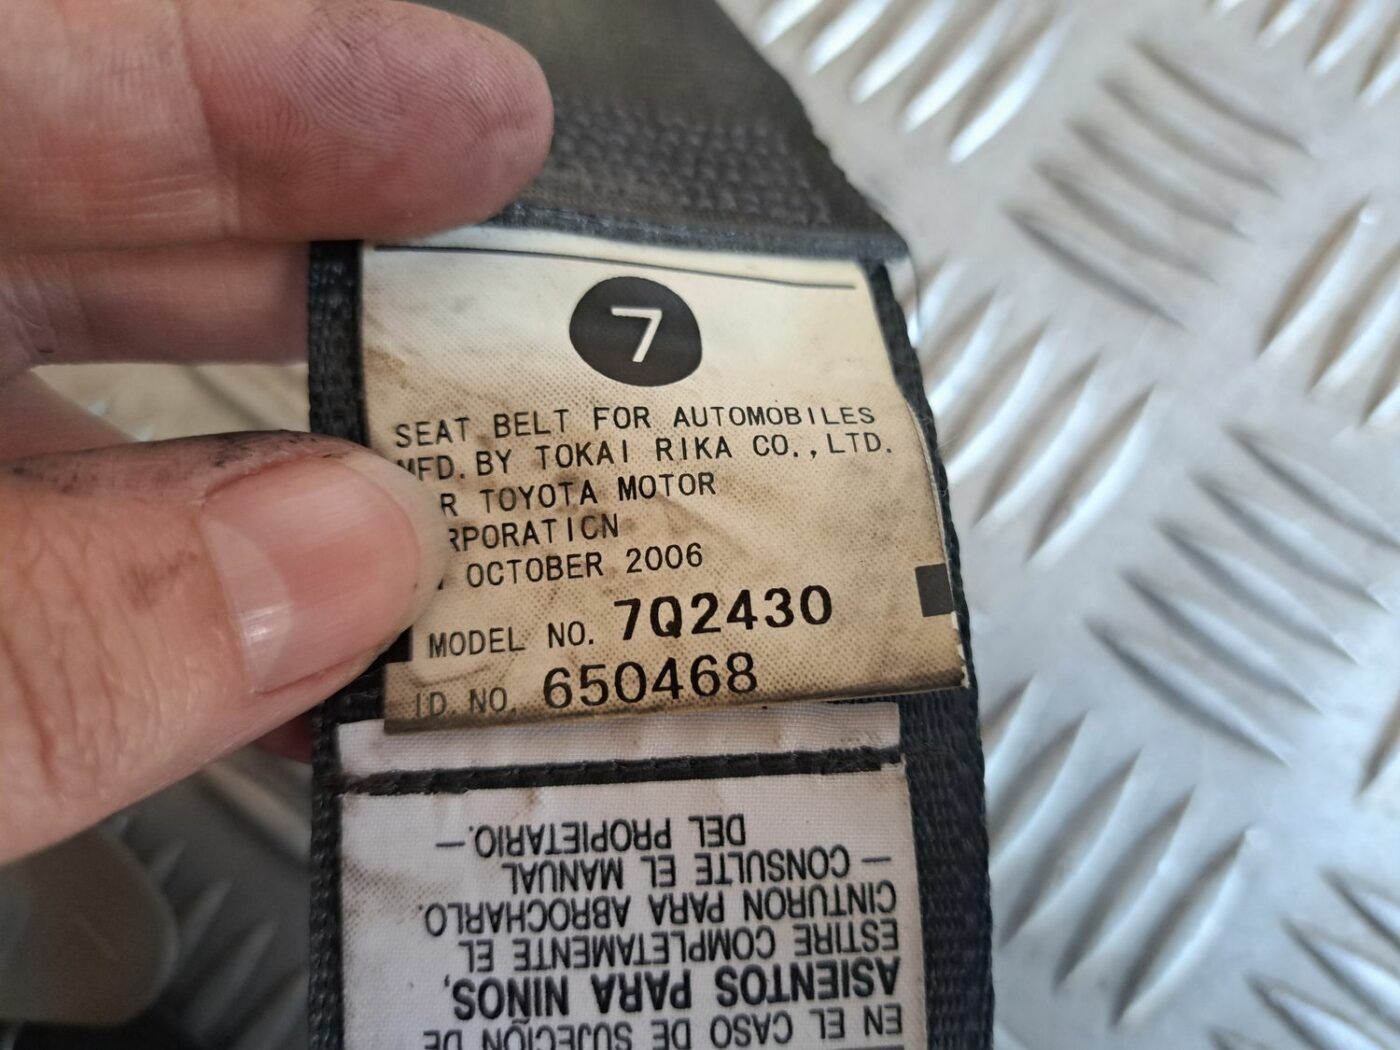 7
SEAT BELT FOR AUTOMOBILES
MFD. BY TOKAI RIKA CO., LTD.
TOYOTA MOTOR
OCTOBER 2006
MODEL NO. 7Q2430
ID NO. 650468
EN EL CASO DE SUJECIÓN DE
ASIENTOS PARA NIÑOS,
ESTIRE COMPLETAMENTE EL
CINTURON PARA ABROCHARLO.
— CONSULTE EL MANUAL
DEL PROPIETARIO. —